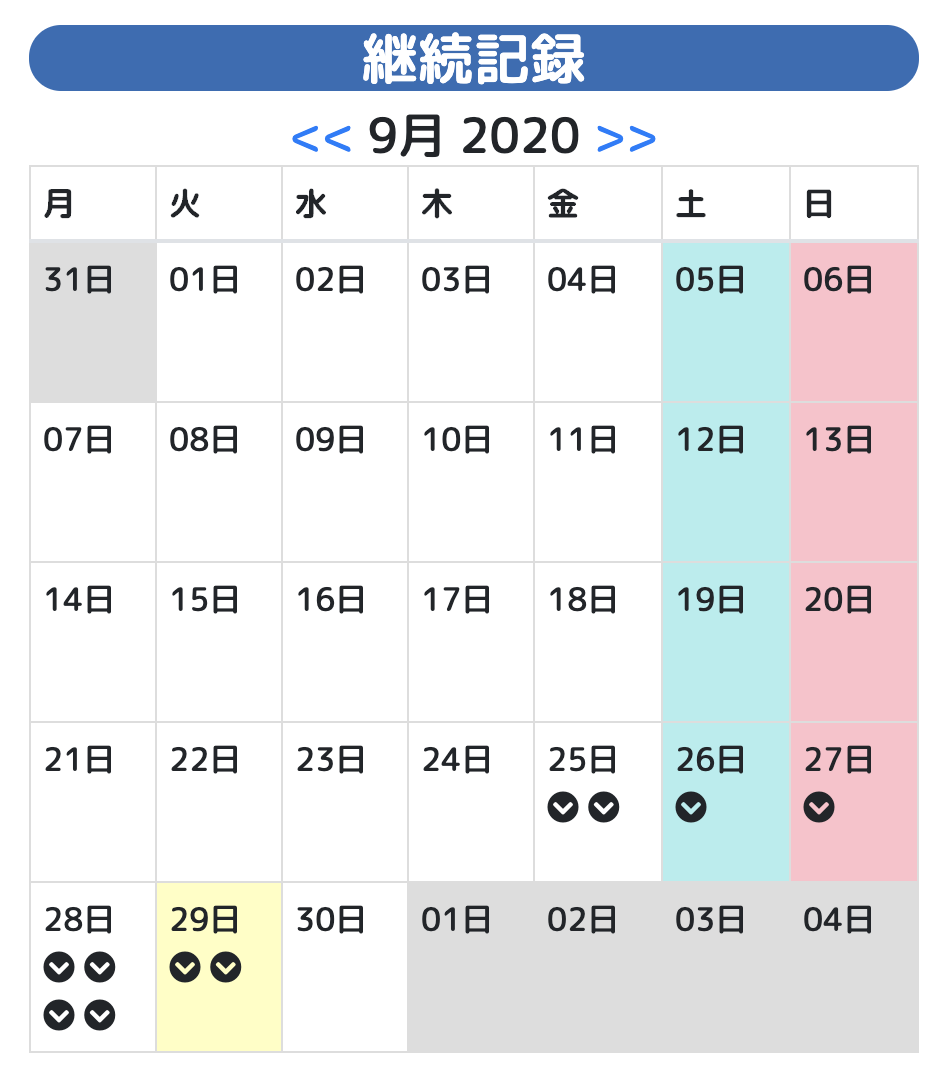 継続記録
<< 9月 2020 >>
月 火 水 木 金 土 日
31日 01日 02日 03日 04日 05日 06日
07日 08日 09日 10日 11日 12日 13日
14日 15日 16日 17日 18日 19日 20日
21日 22日 23日 24日 25日 26日 27日
28日 29日 30日 01日 02日 03日 04日